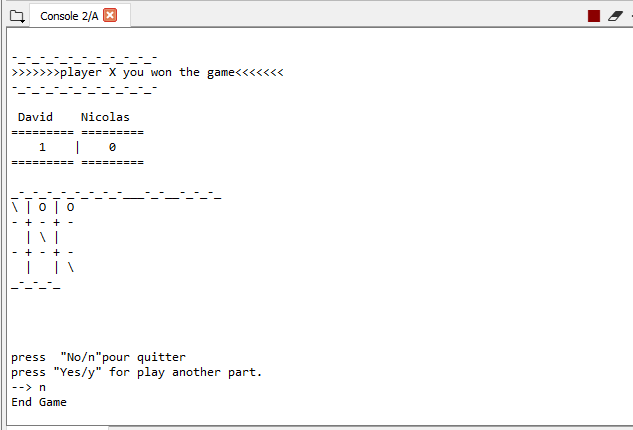 Console 2/A
-_-_-_-_-_-_-_-_-_-_-
>>>>>>>player X you won the game<<<<<<<
-_-_-_-_-_-_-_-_-_-_-
David    Nicolas
========= =========
    1    |    0
========= =========
_-_-_-_-_-_-_-_-___-_-__-_-_-_
\ | O | O
- + - + -
  | \ |
- + - + -
  |   | \
_-_-_-_
press  "No/n"pour quitter
press "Yes/y" for play another part.
--> n
End Game